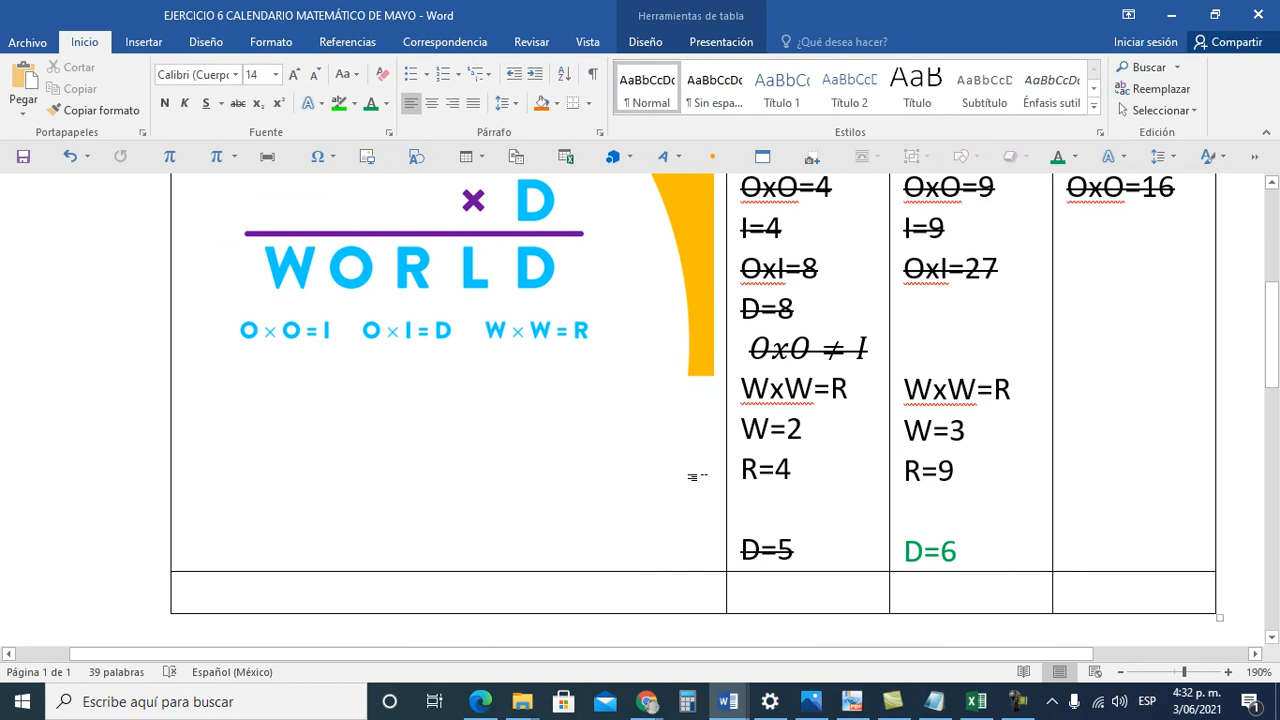 EJERCICIO 6 CALENDARIO MATEMÁTICO DE MAYO - Word
Herramientas de tabla
Archivo Inicio Insertar Diseño Formato Referencias Correspondencia Revisar Vista Diseño Presentación ¿Qué desea hacer? Iniciar sesión Compartir
Pegar
Cortar
Copiar
Copiar formato
Portapapeles
Calibri (Cuerpo 14
Aa
N K S abc x₂ x²
Fuente
Párrafo
AaBbCcDc
¶ Normal
AaBbCcDc
¶ Sin espa...
AaBbCc
Título 1
AaBbCcD
Título 2
AaB
Título
AaBbCcD
Subtítulo
AaBbCcDc
Énfasis sutil
Estilos
Buscar
Reemplazar
Seleccionar
Edición
× D
W O R L D
O × O = I O × I = D W × W = R
OxO=4
I=4
OxI=8
D=8
OxO ≠ I
WxW=R
W=2
R=4
D=5
OxO=9
I=9
OxI=27
WxW=R
W=3
R=9
D=6
OxO=16
Página 1 de 1 39 palabras Español (México) 190%
Escribe aquí para buscar
ESP
4:32 p. m.
3/06/2021
1